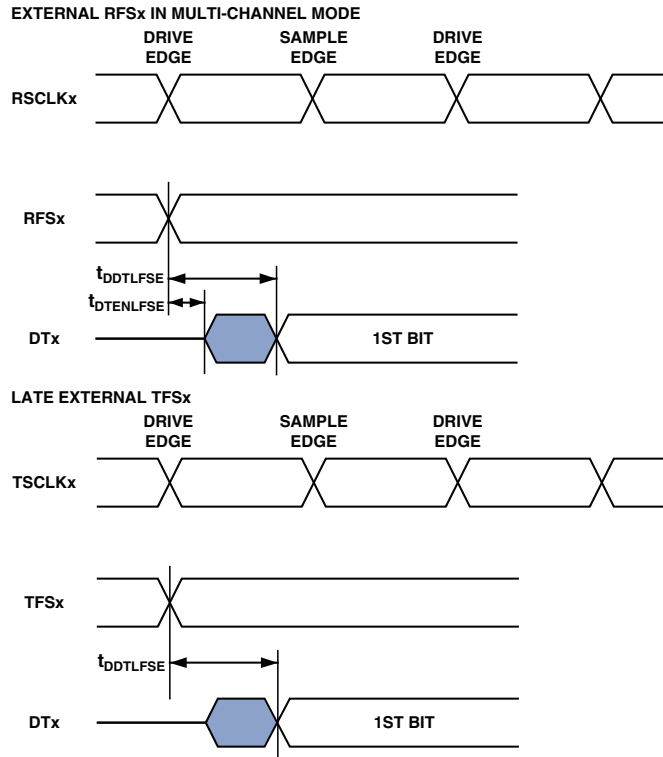 EXTERNAL RFSx IN MULTI-CHANNEL MODE
DRIVE EDGE
SAMPLE EDGE
DRIVE EDGE
RSCLKx
RFSx
tDDTLFSE
tDTENLFSE
DTx
1ST BIT
LATE EXTERNAL TFSx
DRIVE EDGE
SAMPLE EDGE
DRIVE EDGE
TSCLKx
TFSx
tDDTLFSE
DTx
1ST BIT